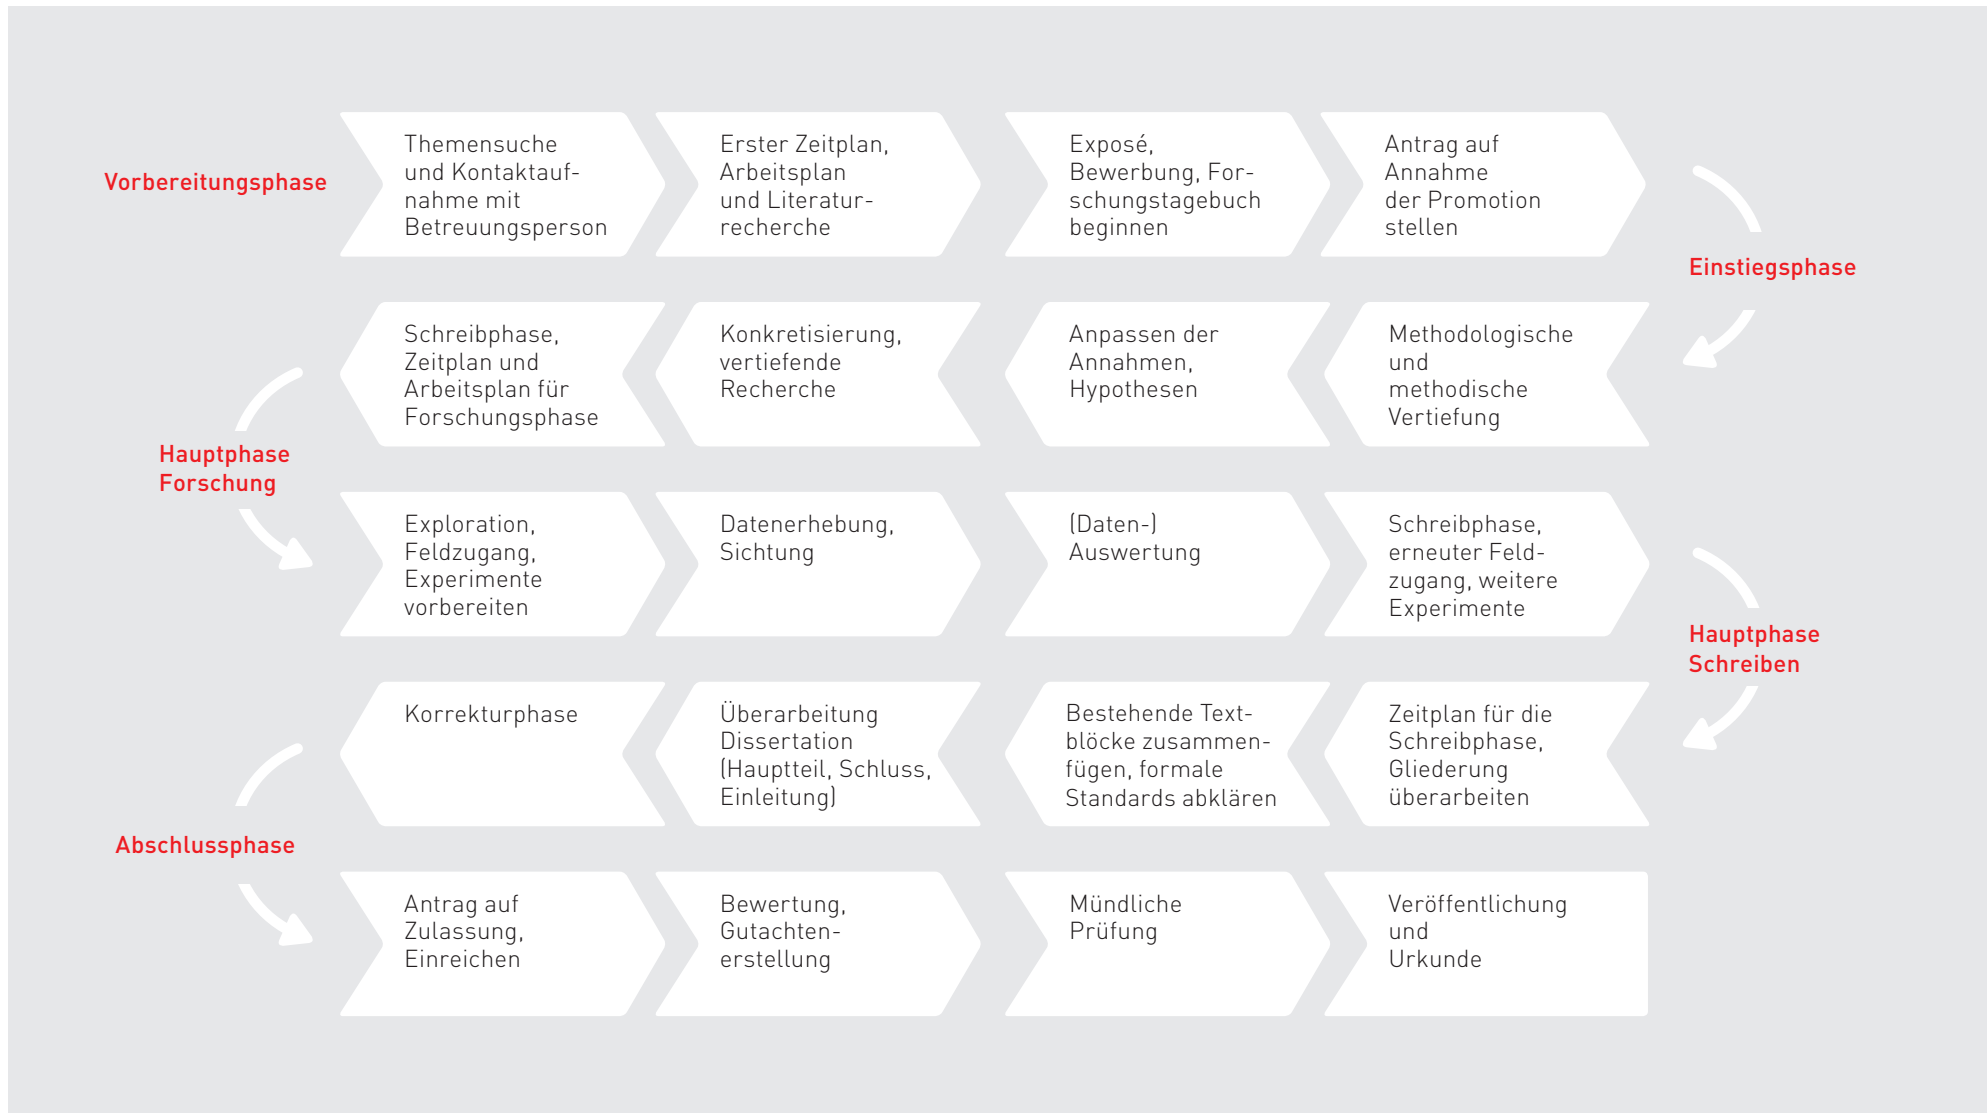 Vorbereitungsphase
Themensuche
und Kontaktauf-
nahme mit
Betreuungsperson
Erster Zeitplan,
Arbeitsplan
und Literatur-
recherche
Exposé,
Bewerbung, For-
schungstagebuch
beginnen
Antrag auf
Annahme
der Promotion
stellen
Einstiegsphase
Methodologische
und
methodische
Vertiefung
Anpassen der
Annahmen,
Hypothesen
Konkretisierung,
vertiefende
Recherche
Schreibphase,
Zeitplan und
Arbeitsplan für
Forschungsphase
Hauptphase
Forschung
Exploration,
Feldzugang,
Experimente
vorbereiten
Datenerhebung,
Sichtung
(Daten-)
Auswertung
Schreibphase,
erneuter Feld-
zugang, weitere
Experimente
Hauptphase
Schreiben
Zeitplan für die
Schreibphase,
Gliederung
überarbeiten
Bestehende Text-
blöcke zusammen-
fügen, formale
Standards abklären
Überarbeitung
Dissertation
(Hauptteil, Schluss,
Einleitung)
Korrekturphase
Abschlussphase
Antrag auf
Zulassung,
Einreichen
Bewertung,
Gutachten-
erstellung
Mündliche
Prüfung
Veröffentlichung
und
Urkunde